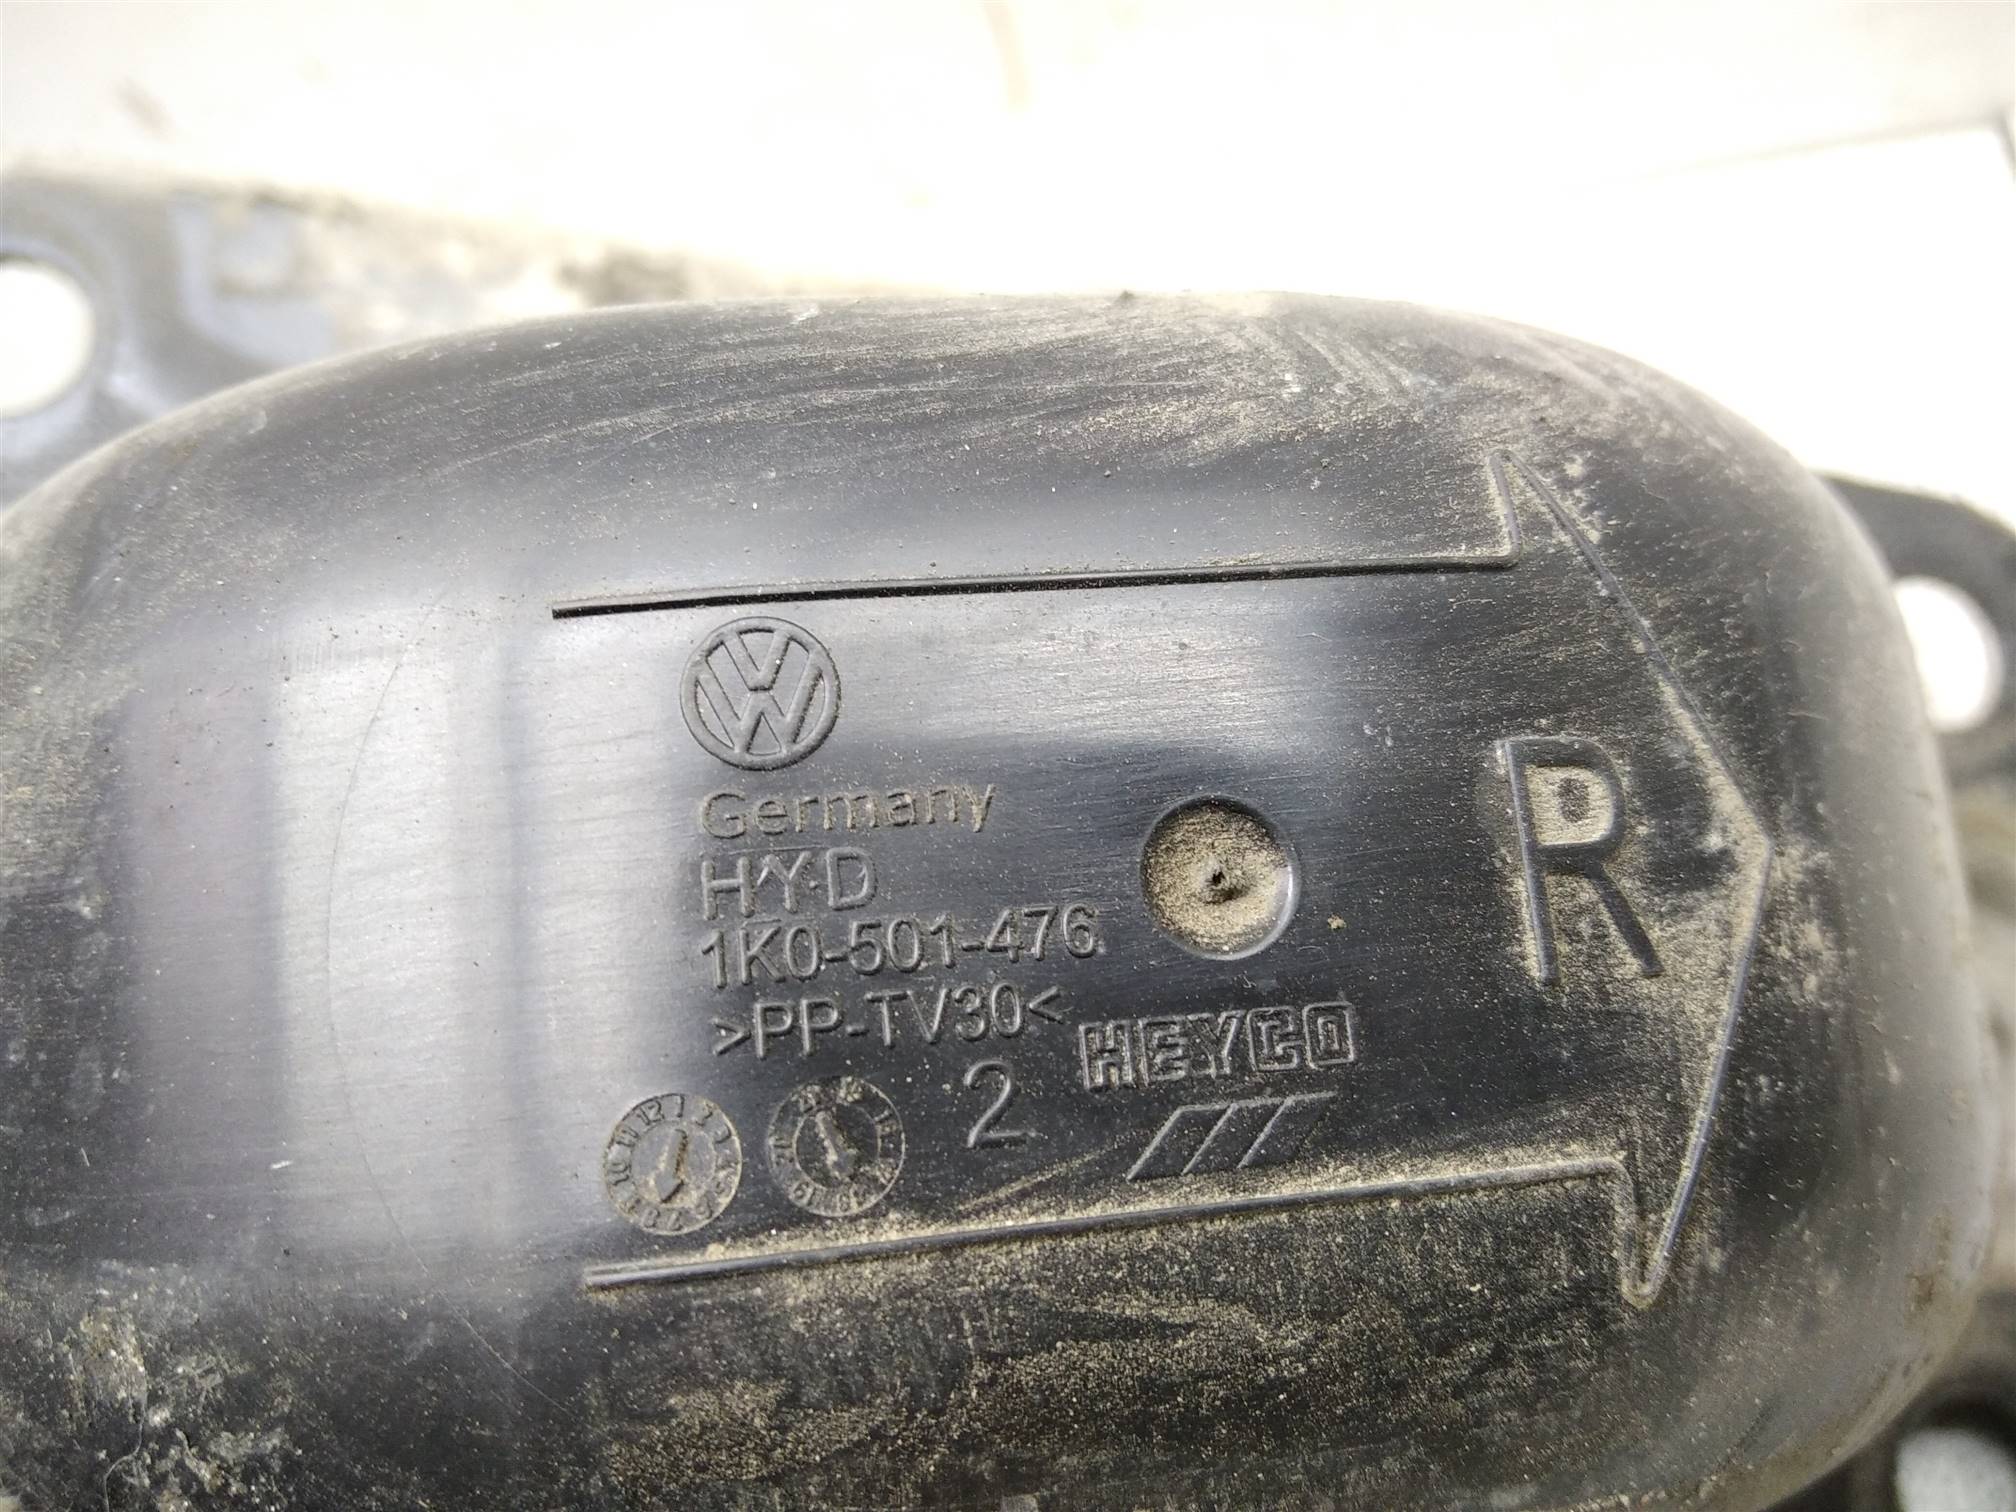 Germany
HYD
1K0-501-476
>PP-TV30<
HEYCO
2
R